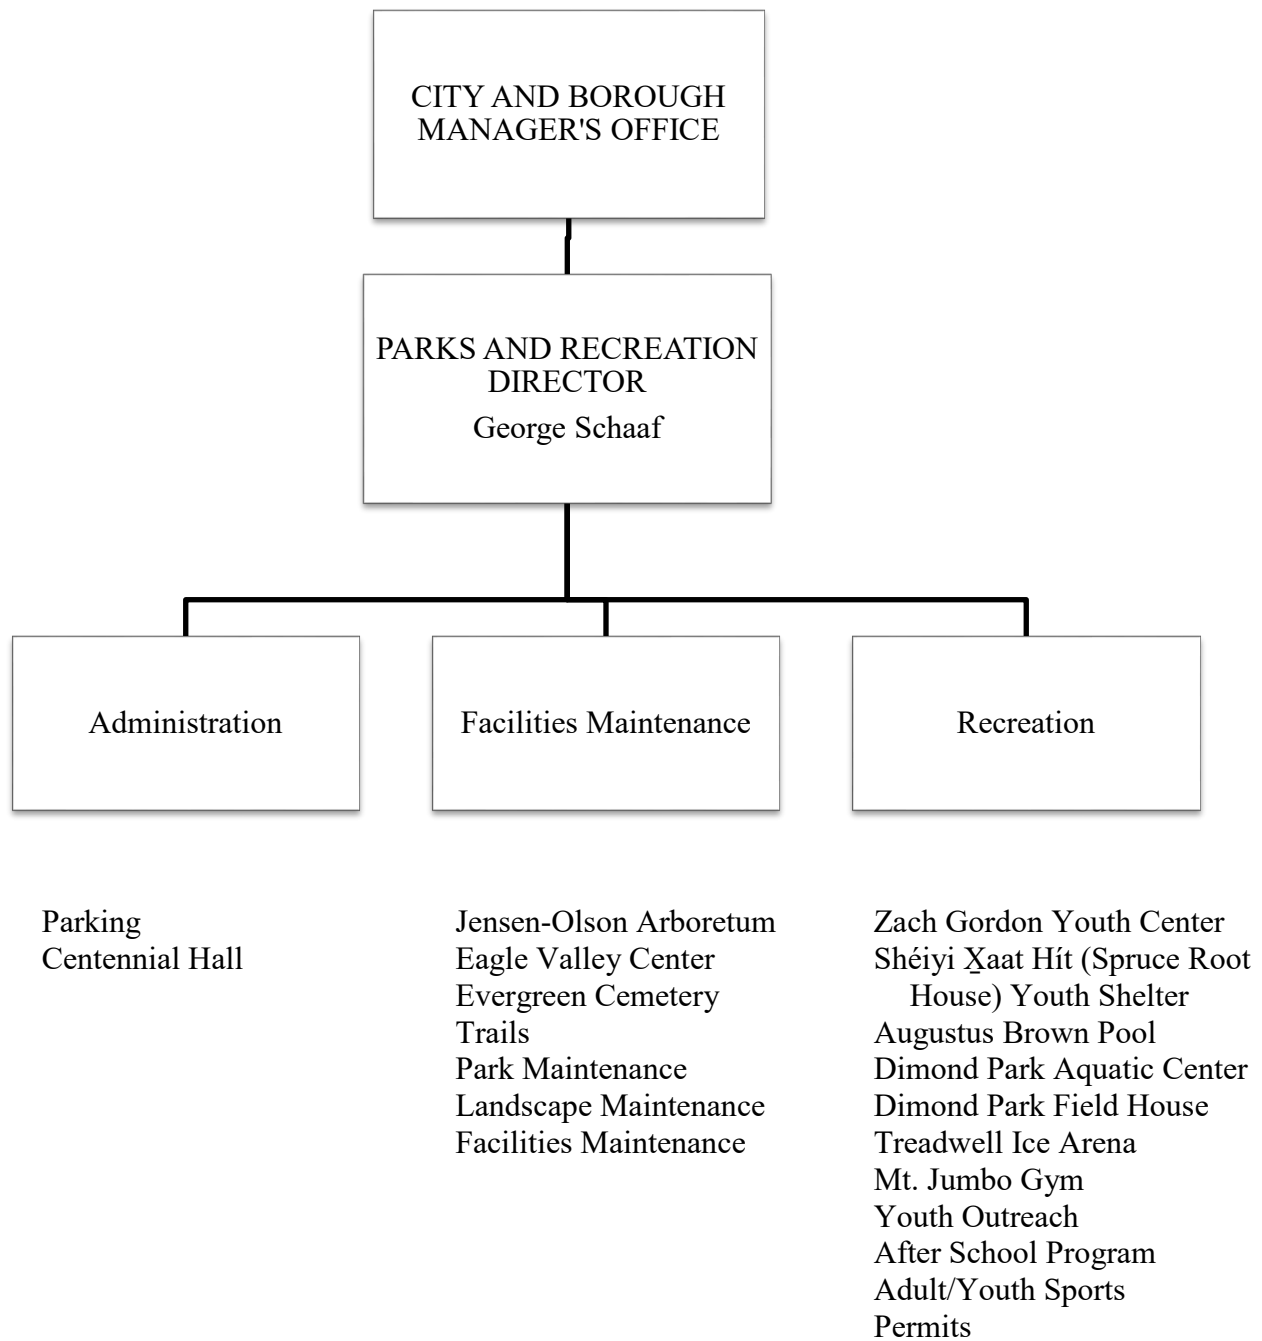 CITY AND BOROUGH
MANAGER'S OFFICE
PARKS AND RECREATION
DIRECTOR
George Schaaf
Administration
Facilities Maintenance
Recreation
Parking
Centennial Hall
Jensen-Olson Arboretum
Eagle Valley Center
Evergreen Cemetery
Trails
Park Maintenance
Landscape Maintenance
Facilities Maintenance
Zach Gordon Youth Center
Shéiyi X̱aat Hít (Spruce Root
House) Youth Shelter
Augustus Brown Pool
Dimond Park Aquatic Center
Dimond Park Field House
Treadwell Ice Arena
Mt. Jumbo Gym
Youth Outreach
After School Program
Adult/Youth Sports
Permits